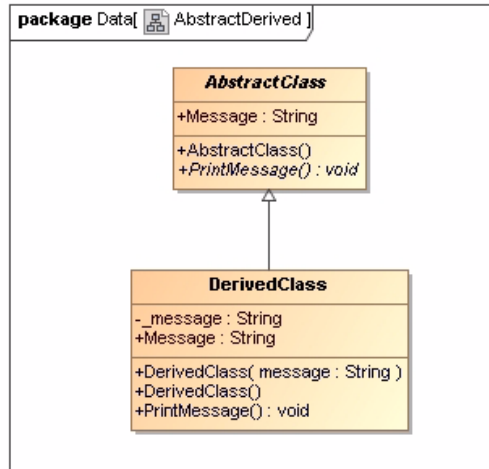 package Data[ AbstractDerived ]
AbstractClass
+Message : String
+AbstractClass()
+PrintMessage() : void
DerivedClass
-_message : String
+Message : String
+DerivedClass( message : String )
+DerivedClass()
+PrintMessage() : void